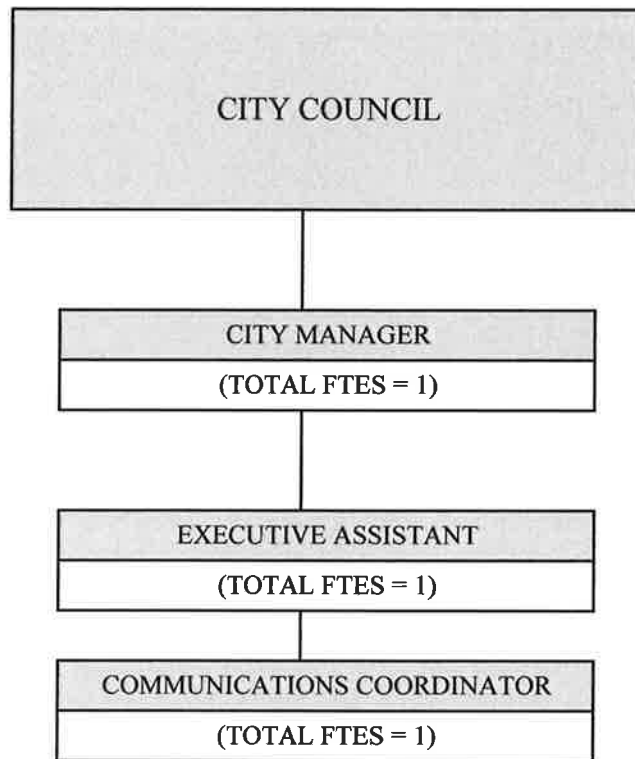 CITY COUNCIL
CITY MANAGER
(TOTAL FTES = 1)
EXECUTIVE ASSISTANT
(TOTAL FTES = 1)
COMMUNICATIONS COORDINATOR
(TOTAL FTES = 1)